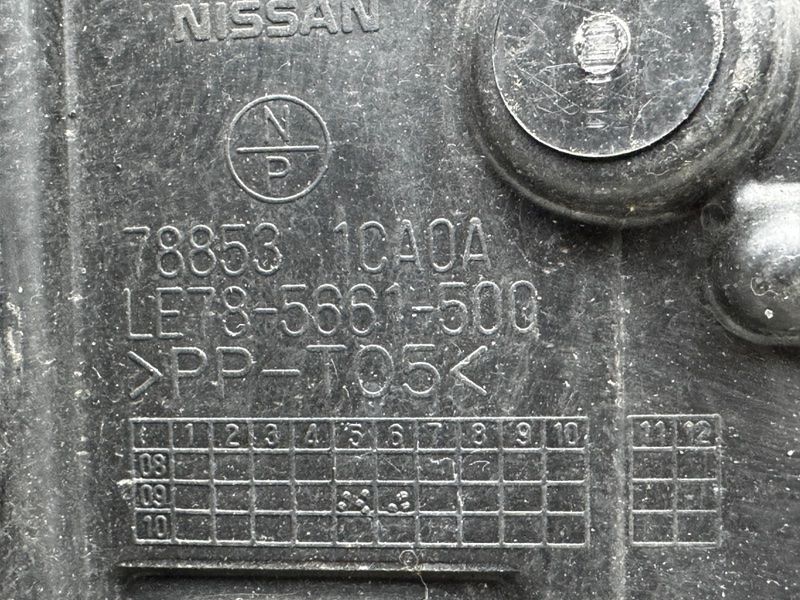 NISSAN
N
P
78853 1CA0A
LET8-5661-500
>PP-T05<
1 2 3 4 5 6 7 8 9 10 11 12
08
09
10